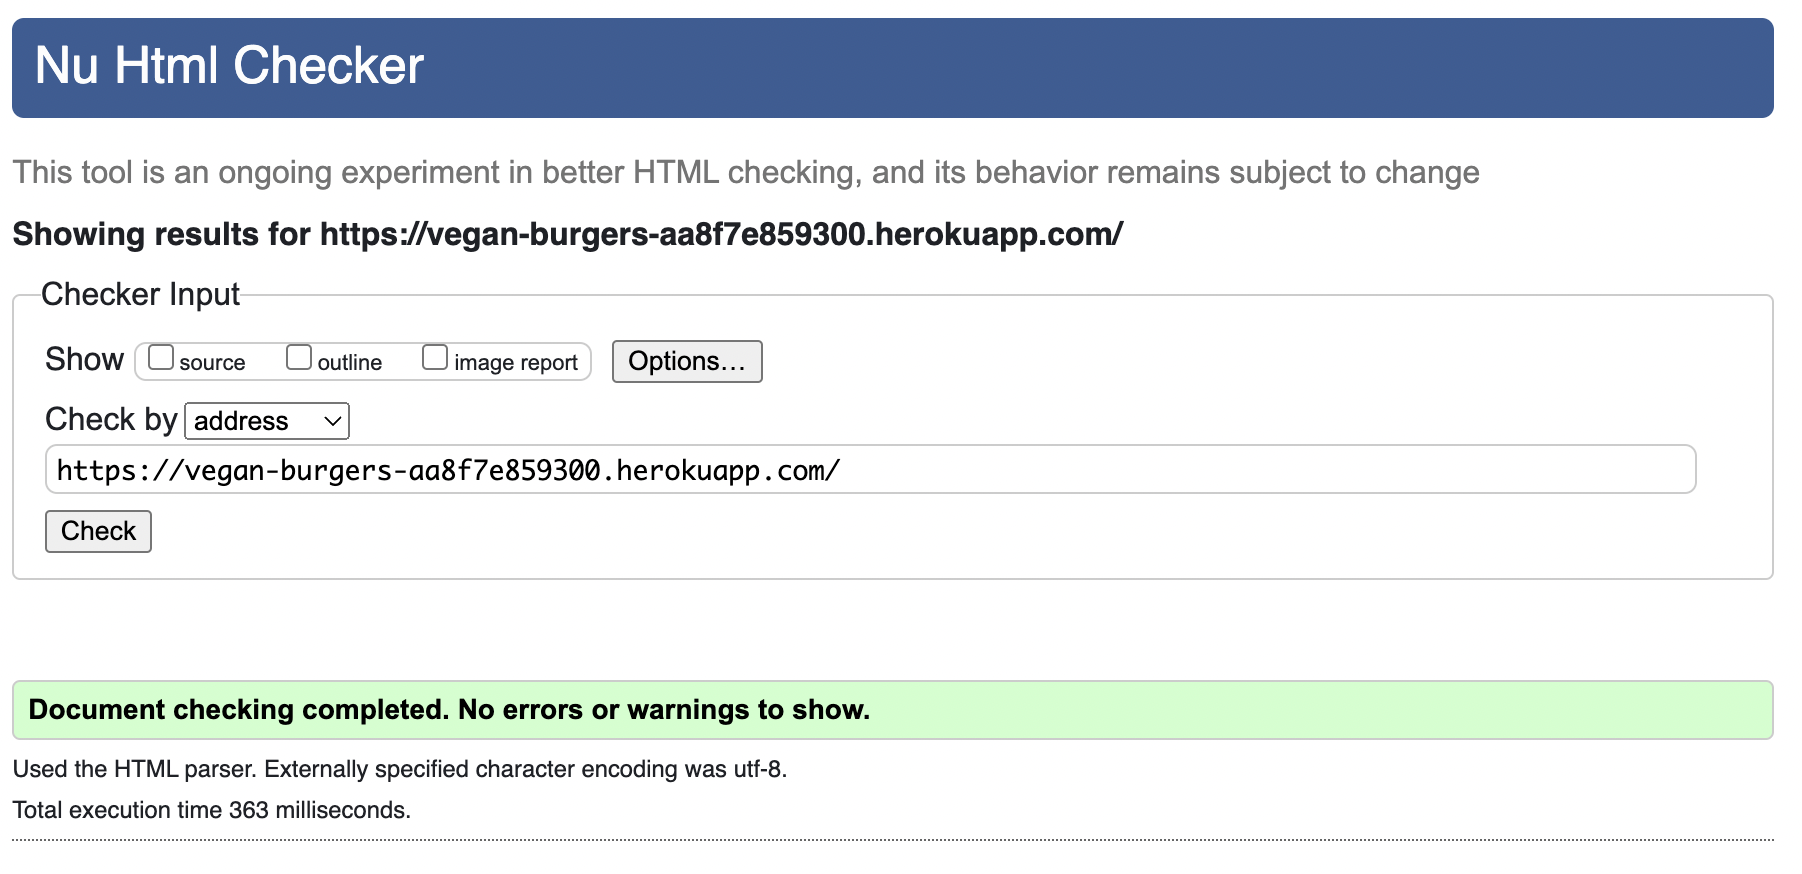 Nu Html Checker
This tool is an ongoing experiment in better HTML checking, and its behavior remains subject to change
Showing results for https://vegan-burgers-aa8f7e859300.herokuapp.com/
Checker Input
Show source outline image report Options...
Check by address
https://vegan-burgers-aa8f7e859300.herokuapp.com/
Check
Document checking completed. No errors or warnings to show.
Used the HTML parser. Externally specified character encoding was utf-8.
Total execution time 363 milliseconds.